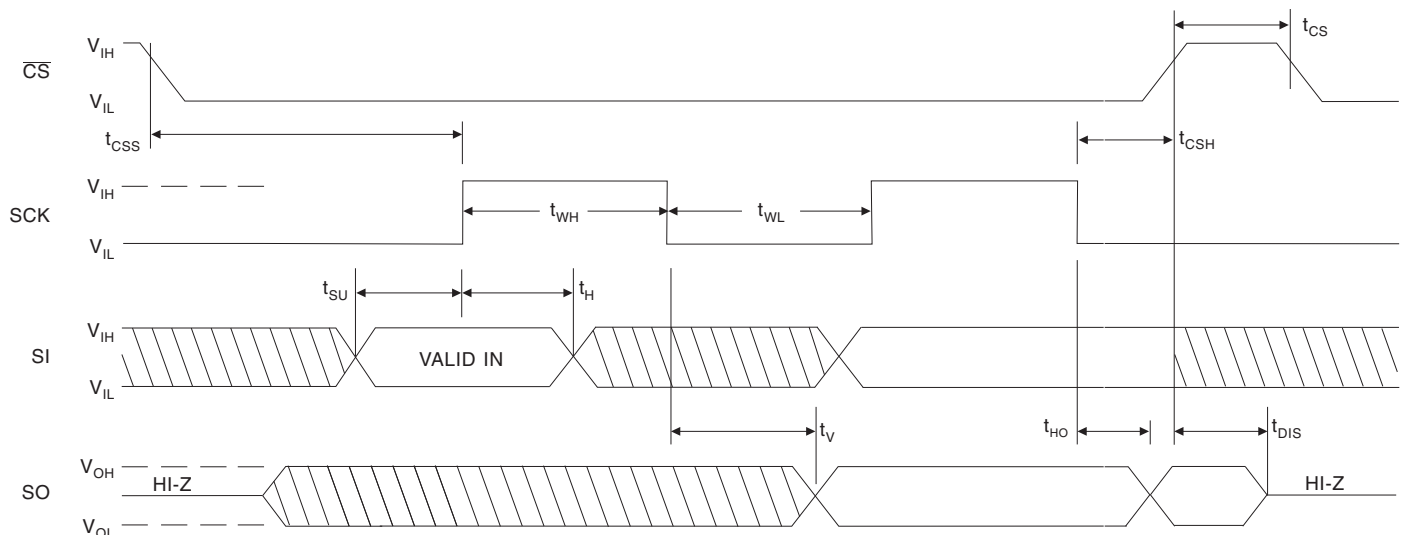 t_CS
V_IH
C̅S̅
V_IL
t_CSS
t_CSH
V_IH
SCK
t_WH
t_WL
V_IL
t_SU
t_H
V_IH
SI
VALID IN
V_IL
t_V
t_HO
t_DIS
V_OH
SO
HI-Z
HI-Z
V_OL